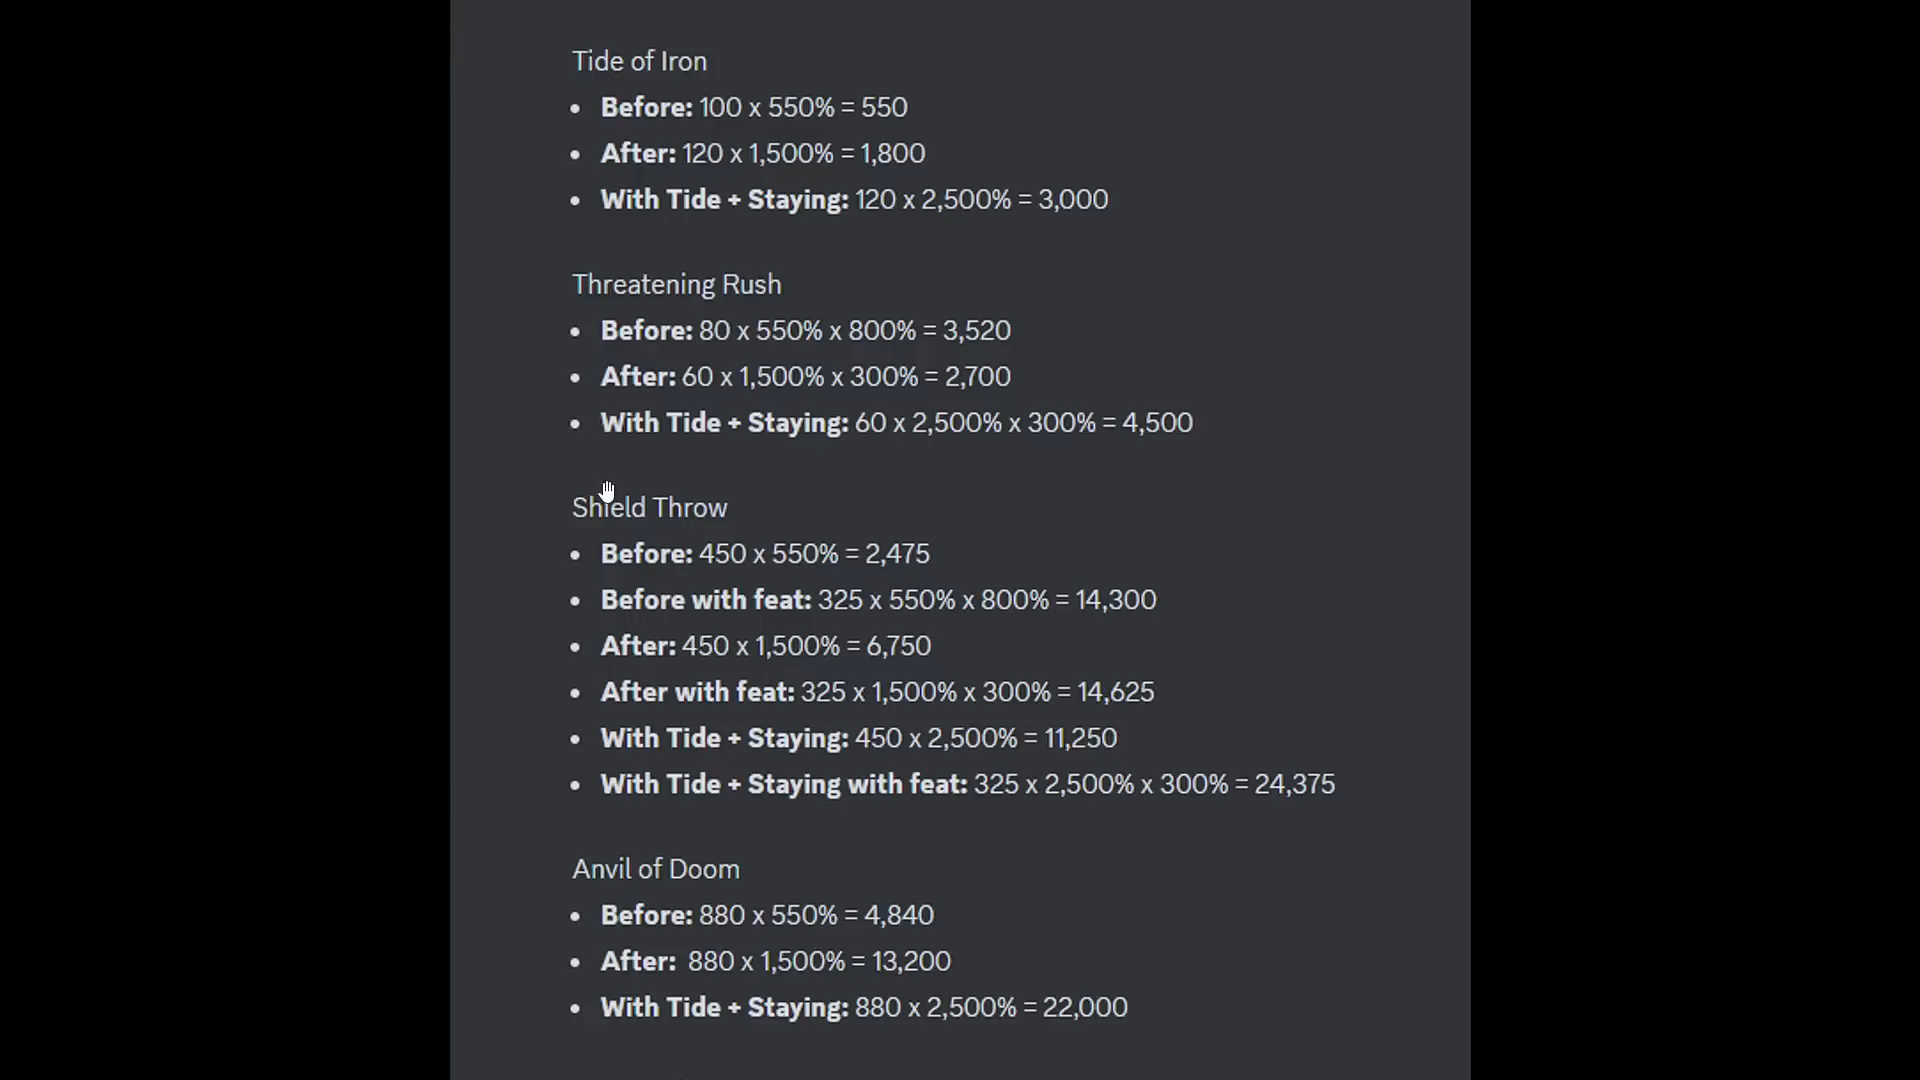 Tide of Iron
• Before: 100 x 550% = 550
• After: 120 x 1,500% = 1,800
• With Tide + Staying: 120 x 2,500% = 3,000
Threatening Rush
• Before: 80 x 550% x 800% = 3,520
• After: 60 x 1,500% x 300% = 2,700
• With Tide + Staying: 60 x 2,500% x 300% = 4,500
Shield Throw
• Before: 450 x 550% = 2,475
• Before with feat: 325 x 550% x 800% = 14,300
• After: 450 x 1,500% = 6,750
• After with feat: 325 x 1,500% x 300% = 14,625
• With Tide + Staying: 450 x 2,500% = 11,250
• With Tide + Staying with feat: 325 x 2,500% x 300% = 24,375
Anvil of Doom
• Before: 880 x 550% = 4,840
• After: 880 x 1,500% = 13,200
• With Tide + Staying: 880 x 2,500% = 22,000